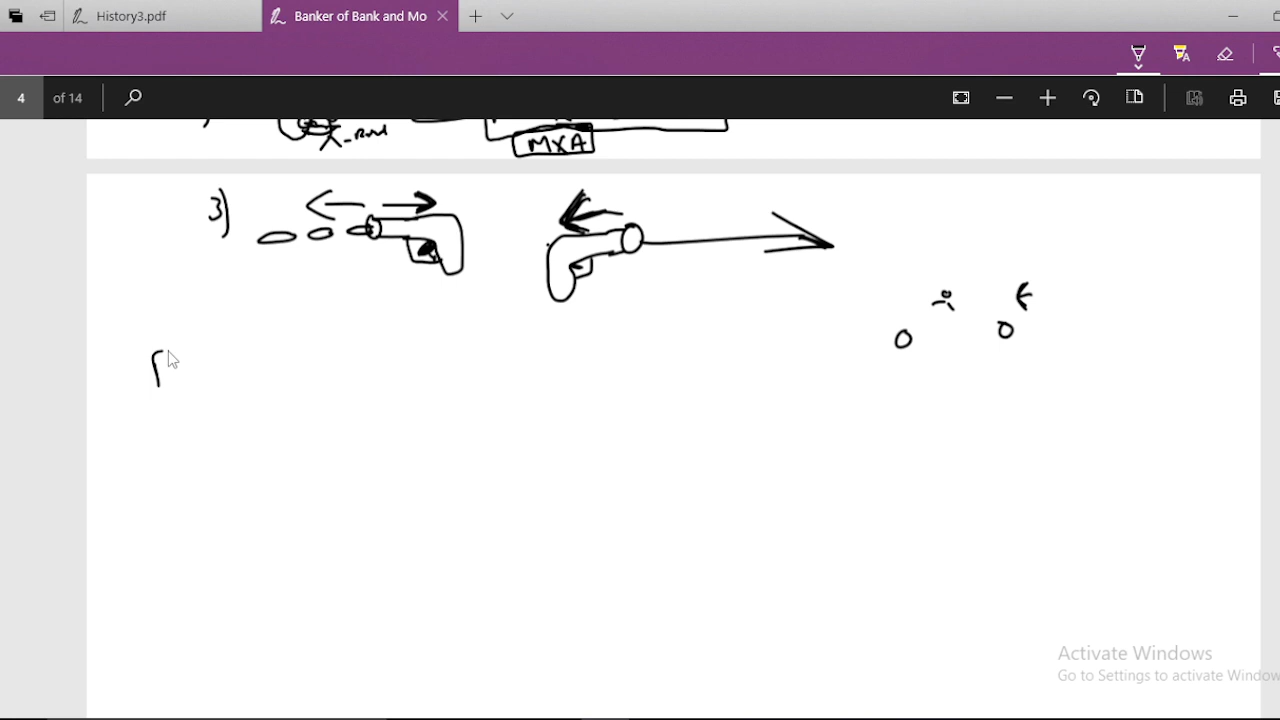 History3.pdf
Banker of Bank and Mo
4 of 14
MXA
3)
Activate Windows
Go to Settings to activate Window